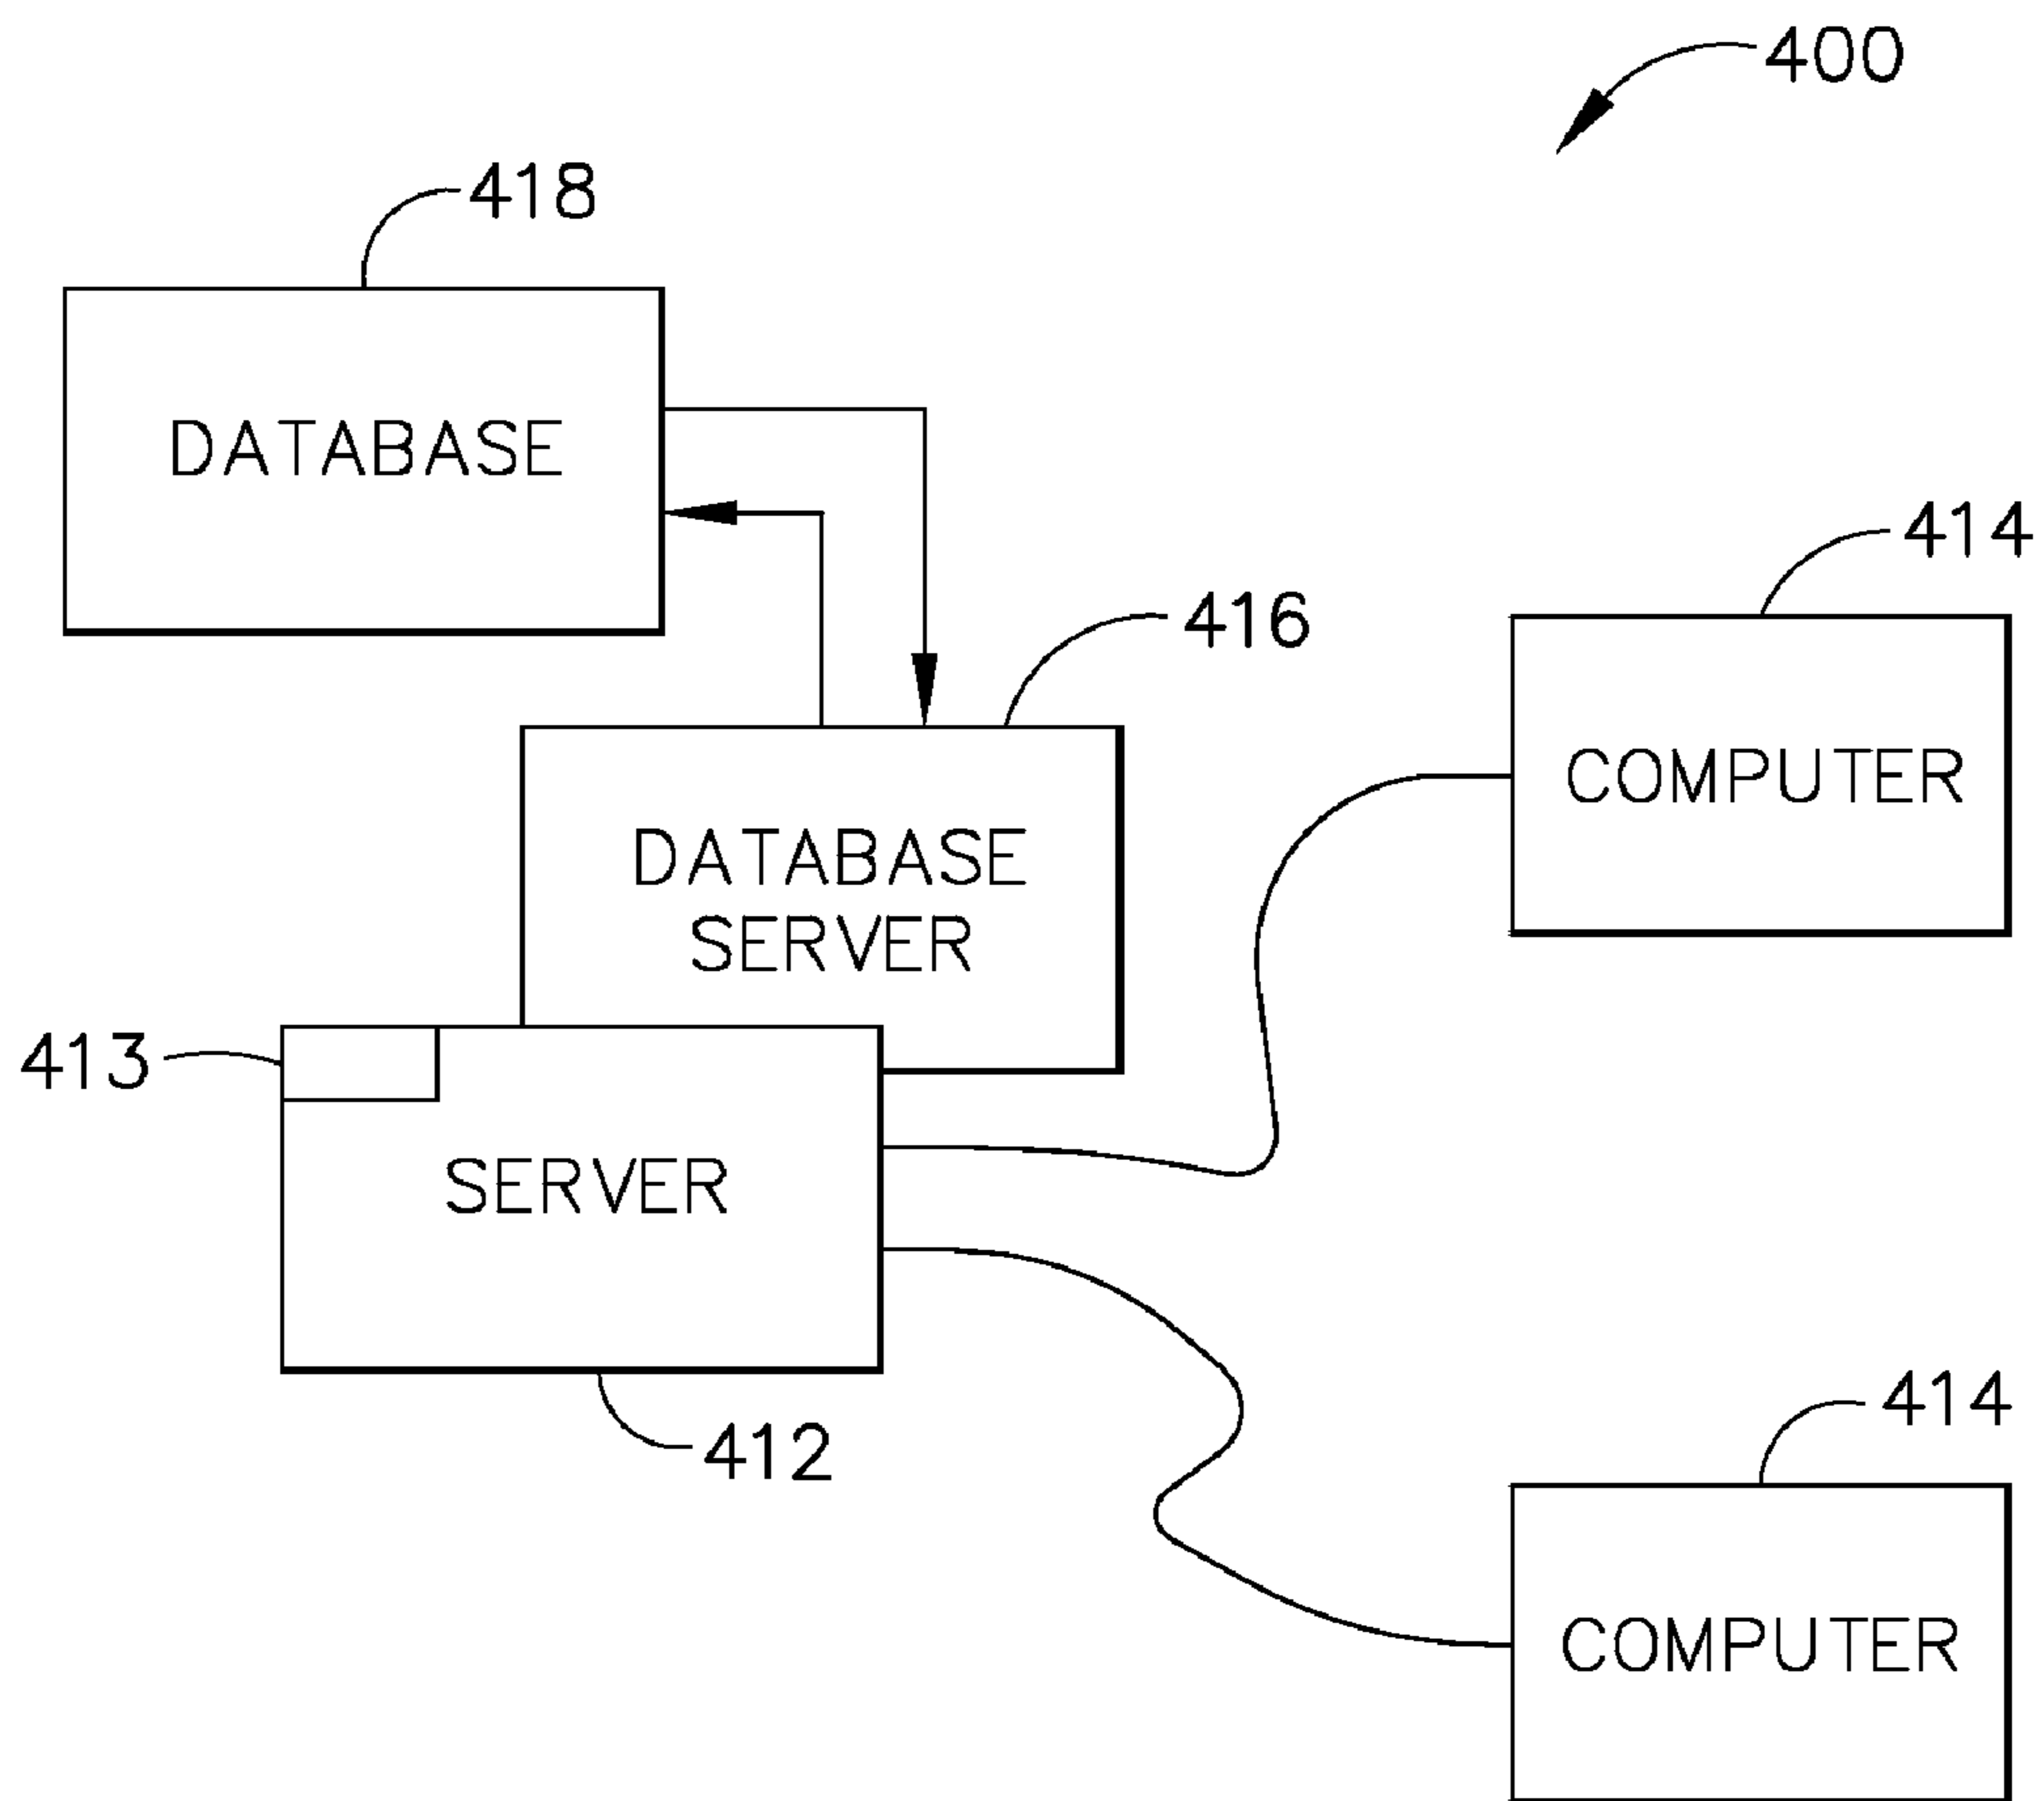 400
418
DATABASE
414
416
COMPUTER
DATABASE
SERVER
413
SERVER
412
414
COMPUTER